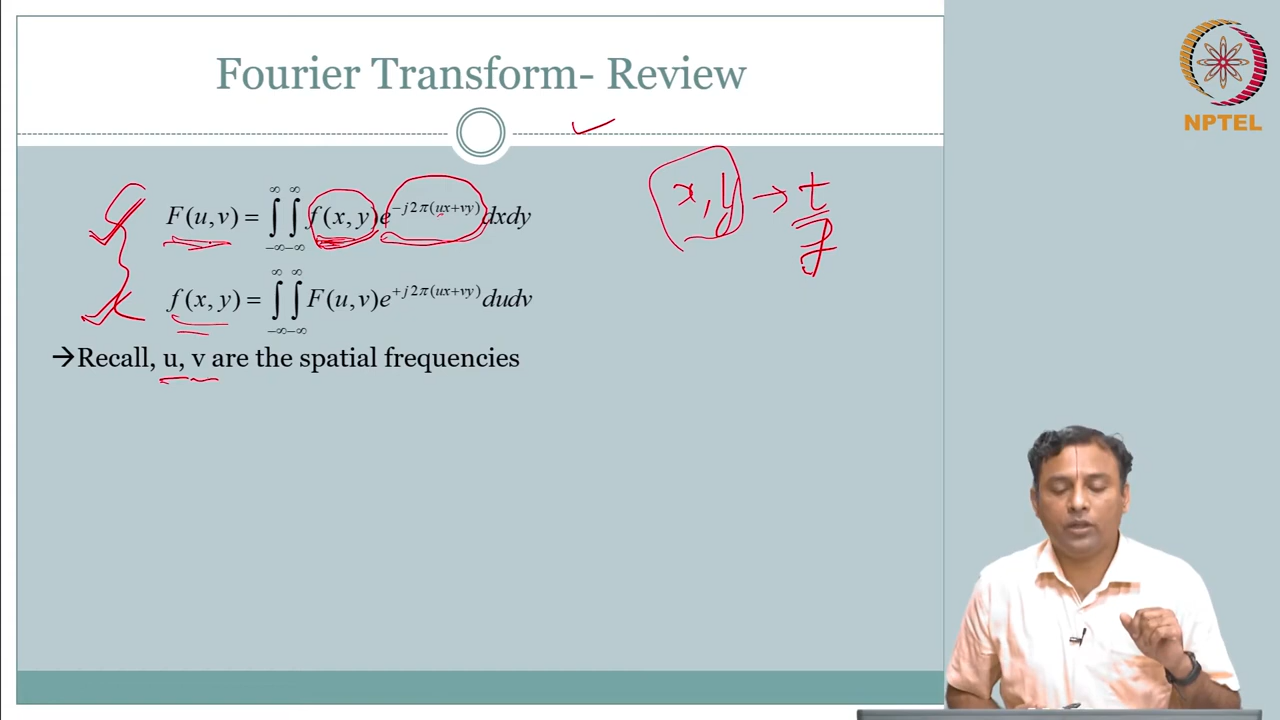 Fourier Transform- Review
F(u,v) = ∫_{-∞}^{∞} ∫_{-∞}^{∞} f(x,y)e^{-j2π(ux+vy)}dxdy
f(x,y) = ∫_{-∞}^{∞} ∫_{-∞}^{∞} F(u,v)e^{+j2π(ux+vy)}dudv
→Recall, u, v are the spatial frequencies
x,y → t
NPTEL